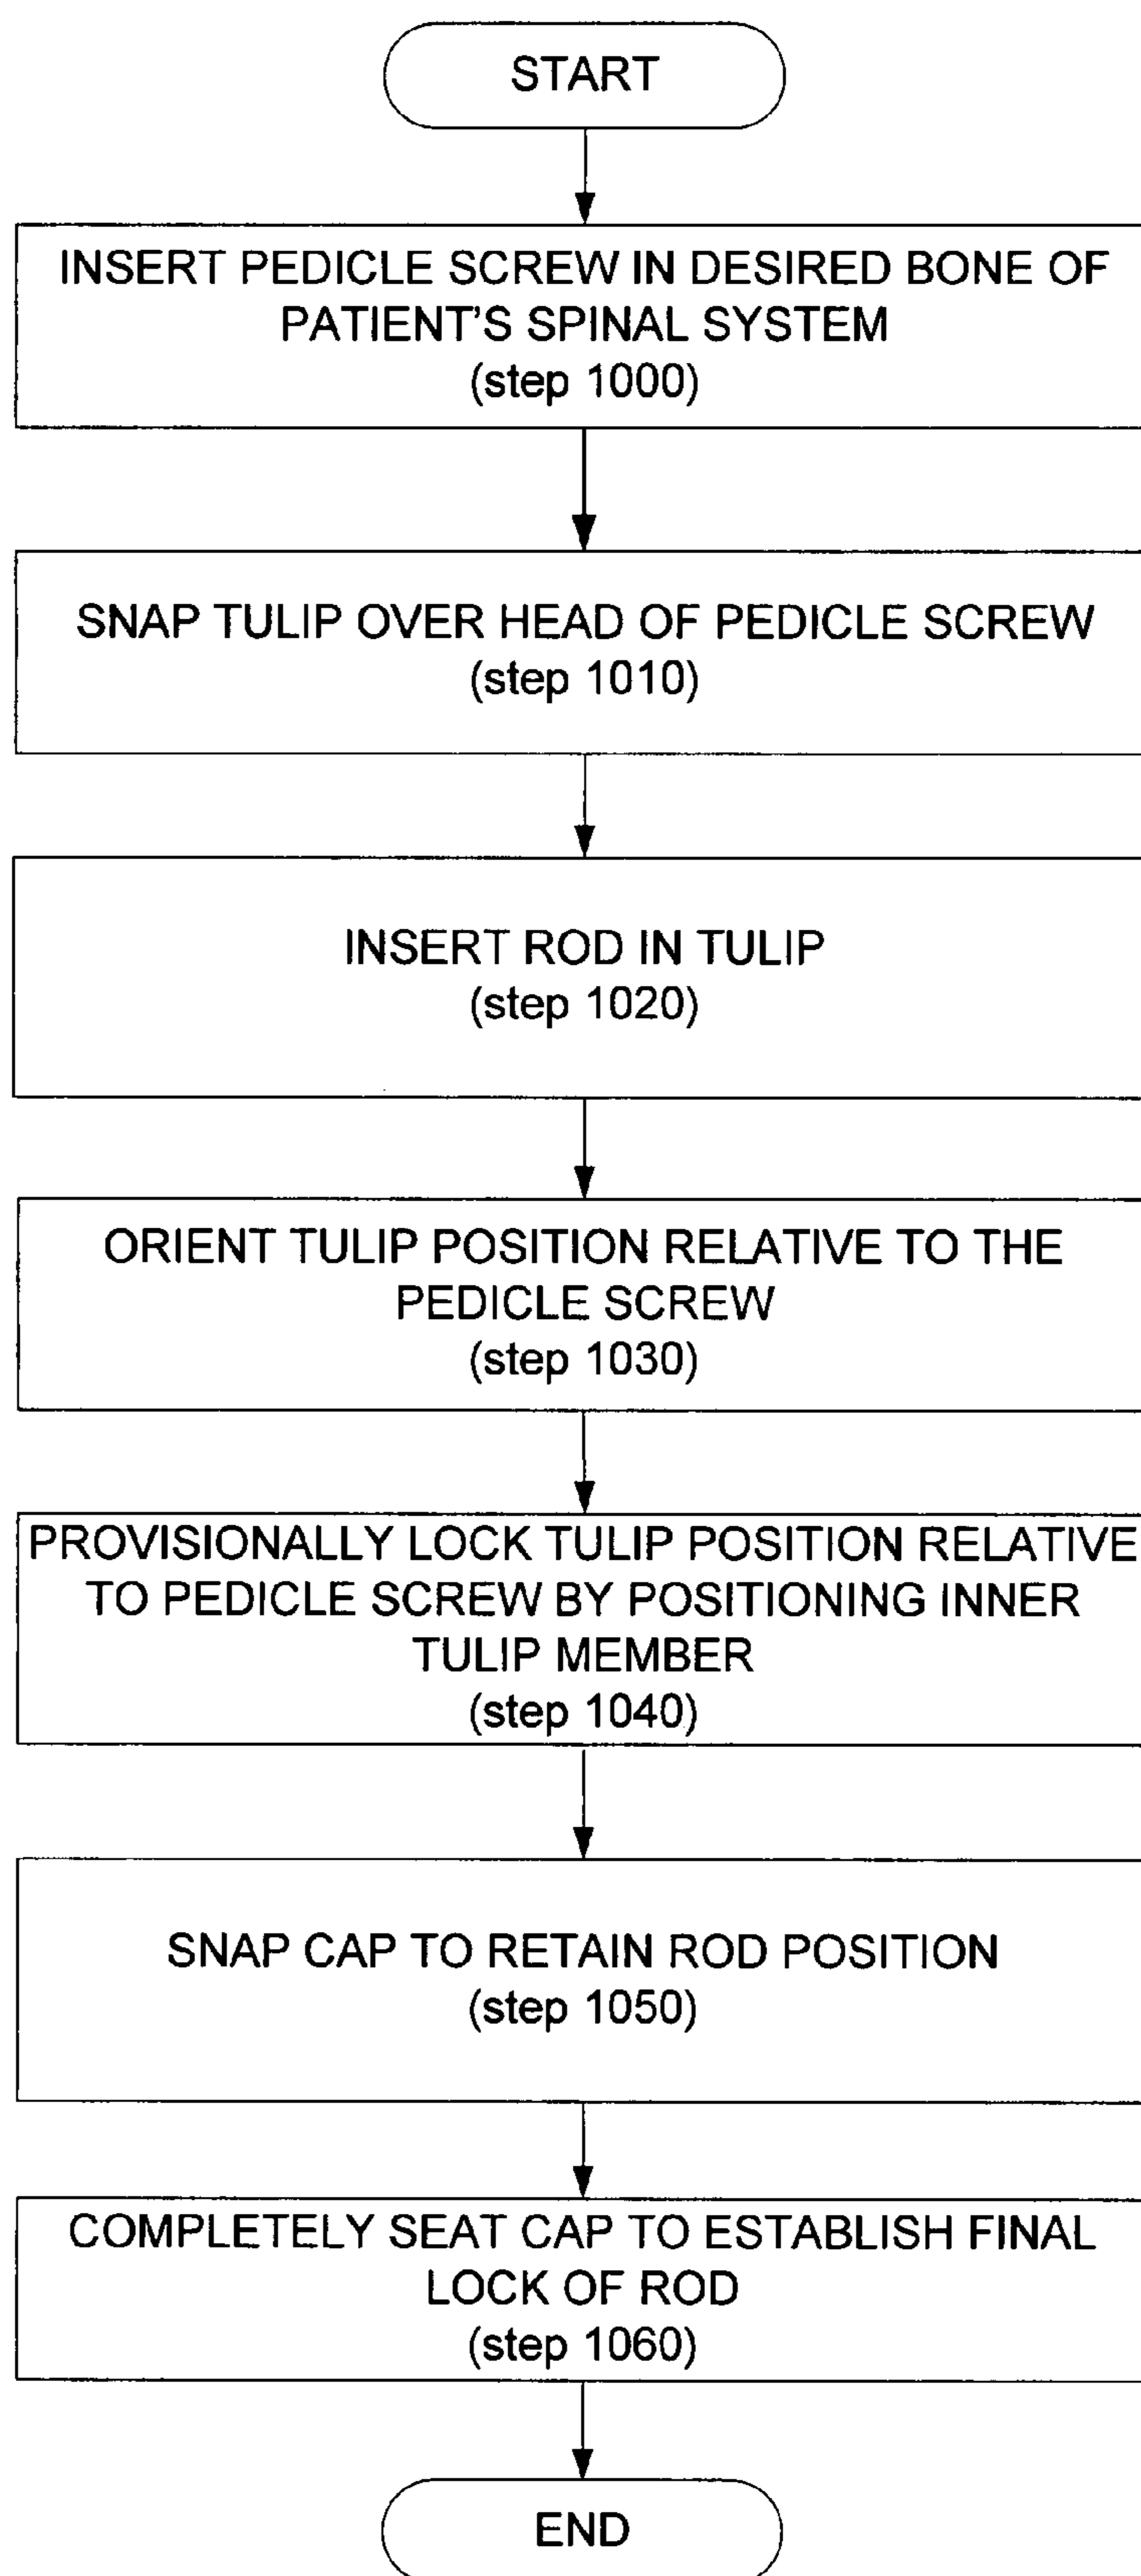 START
INSERT PEDICLE SCREW IN DESIRED BONE OF
PATIENT'S SPINAL SYSTEM
(step 1000)
SNAP TULIP OVER HEAD OF PEDICLE SCREW
(step 1010)
INSERT ROD IN TULIP
(step 1020)
ORIENT TULIP POSITION RELATIVE TO THE
PEDICLE SCREW
(step 1030)
PROVISIONALLY LOCK TULIP POSITION RELATIVE
TO PEDICLE SCREW BY POSITIONING INNER
TULIP MEMBER
(step 1040)
SNAP CAP TO RETAIN ROD POSITION
(step 1050)
COMPLETELY SEAT CAP TO ESTABLISH FINAL
LOCK OF ROD
(step 1060)
END